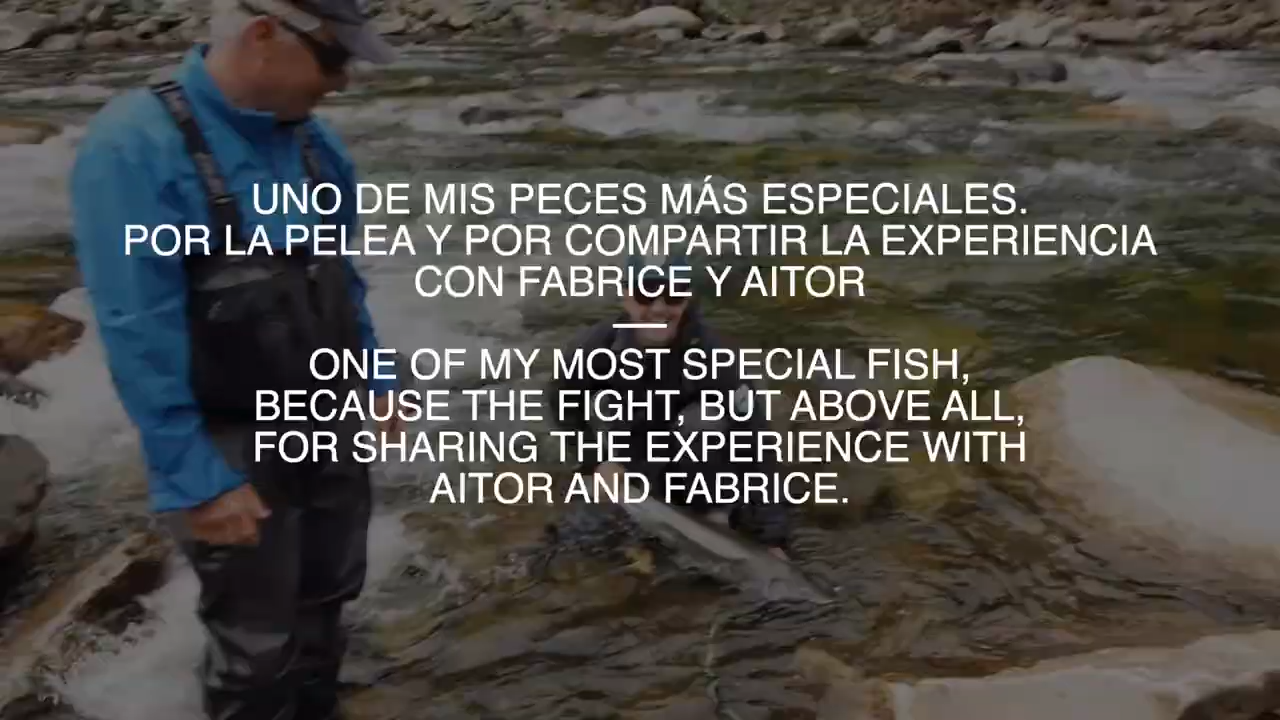 UNO DE MIS PECES MÁS ESPECIALES.
POR LA PELEA Y POR COMPARTIR LA EXPERIENCIA
CON FABRICE Y AITOR
ONE OF MY MOST SPECIAL FISH,
BECAUSE THE FIGHT, BUT ABOVE ALL,
FOR SHARING THE EXPERIENCE WITH
AITOR AND FABRICE.